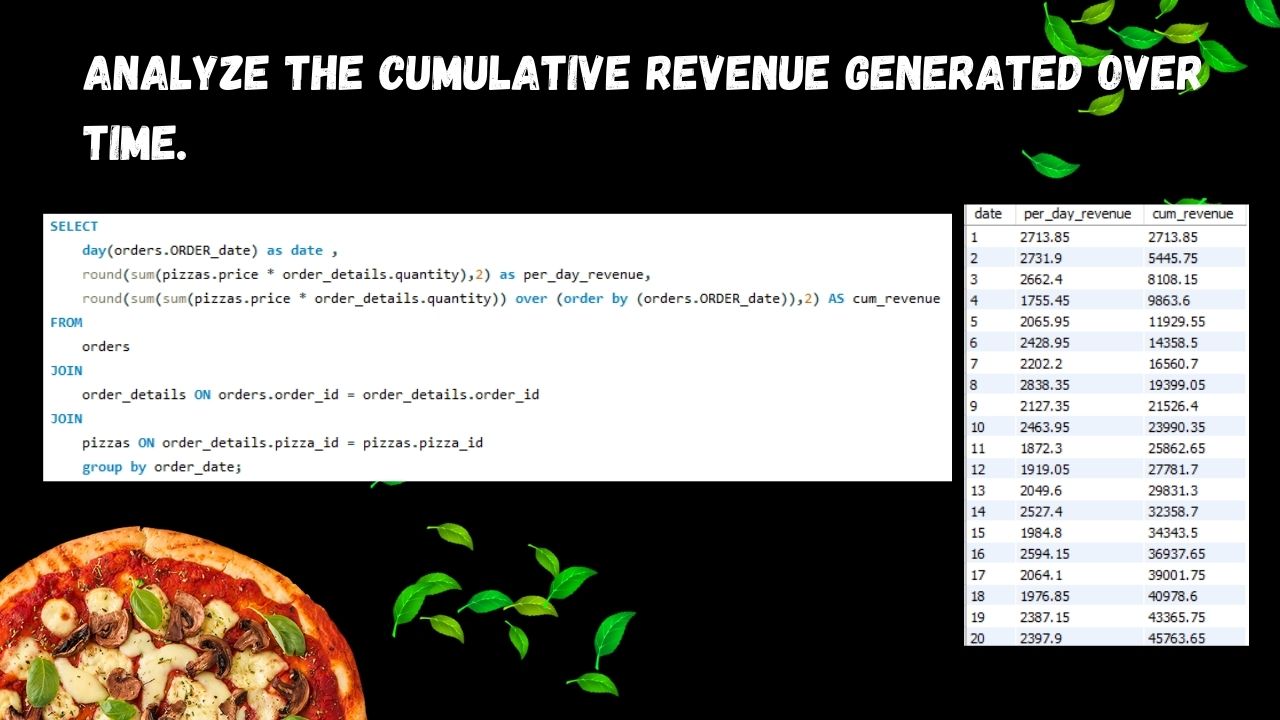 ANALYZE THE CUMULATIVE REVENUE GENERATED OVER
TIME.
SELECT
day(orders.ORDER_date) as date ,
round(sum(pizzas.price * order_details.quantity),2) as per_day_revenue,
round(sum(sum(pizzas.price * order_details.quantity)) over (order by (orders.ORDER_date)),2) AS cum_revenue
FROM
orders
JOIN
order_details ON orders.order_id = order_details.order_id
JOIN
pizzas ON order_details.pizza_id = pizzas.pizza_id
group by order_date;
date per_day_revenue cum_revenue
1 2713.85 2713.85
2 2731.9 5445.75
3 2662.4 8108.15
4 1755.45 9863.6
5 2065.95 11929.55
6 2428.95 14358.5
7 2202.2 16560.7
8 2838.35 19399.05
9 2127.35 21526.4
10 2463.95 23990.35
11 1872.3 25862.65
12 1919.05 27781.7
13 2049.6 29831.3
14 2527.4 32358.7
15 1984.8 34343.5
16 2594.15 36937.65
17 2064.1 39001.75
18 1976.85 40978.6
19 2387.15 43365.75
20 2397.9 45763.65